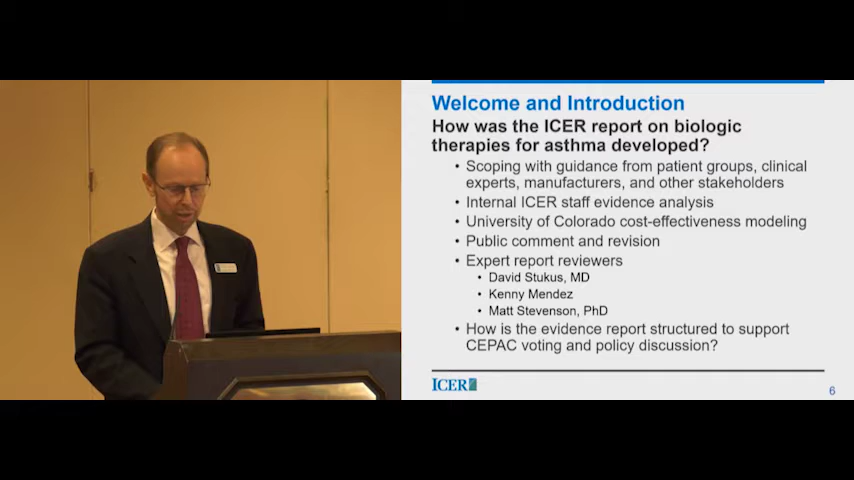 Welcome and Introduction
How was the ICER report on biologic
therapies for asthma developed?
• Scoping with guidance from patient groups, clinical
experts, manufacturers, and other stakeholders
• Internal ICER staff evidence analysis
• University of Colorado cost-effectiveness modeling
• Public comment and revision
• Expert report reviewers
• David Stukus, MD
• Kenny Mendez
• Matt Stevenson, PhD
• How is the evidence report structured to support
CEPAC voting and policy discussion?
ICER
6